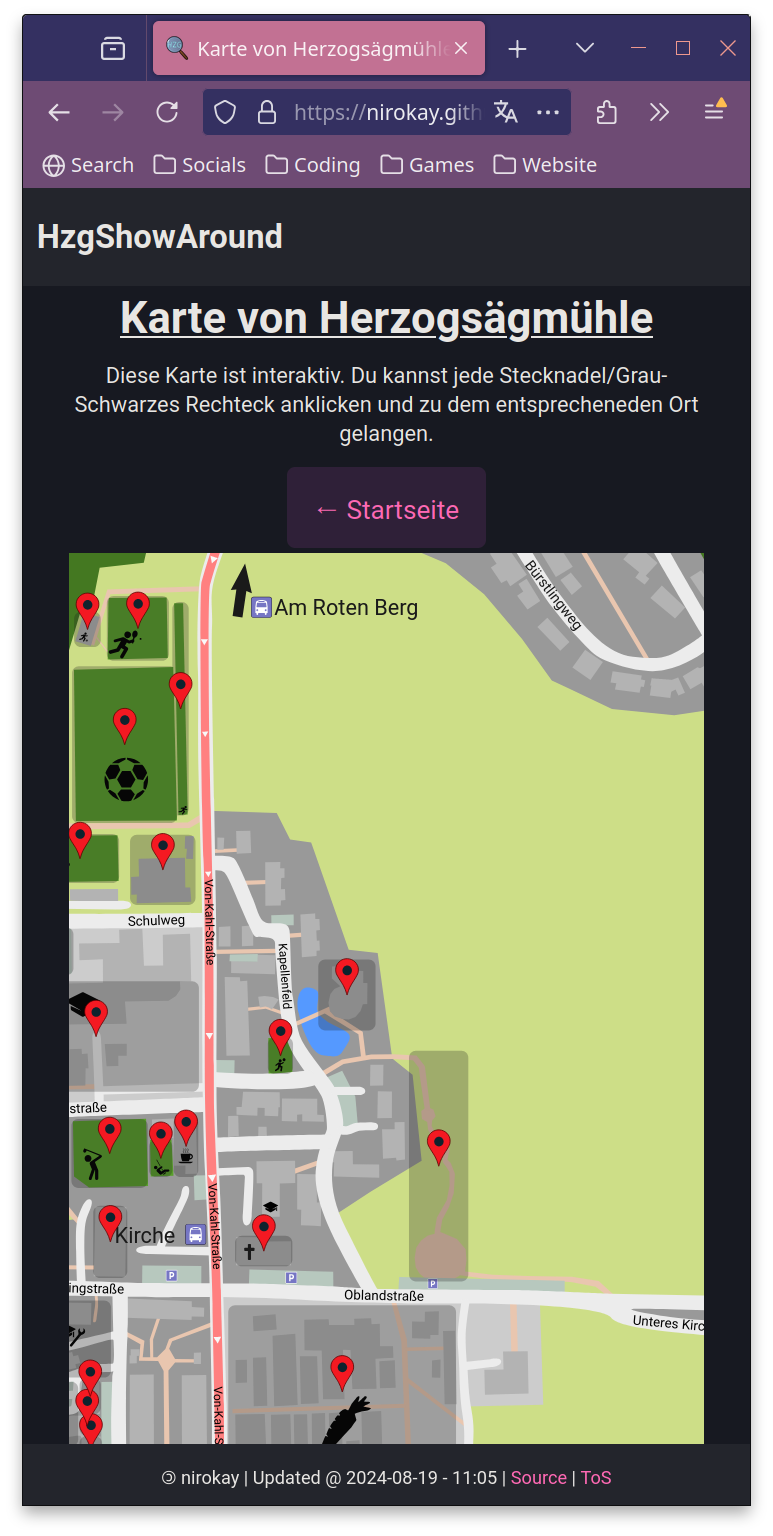 Karte von Herzogsägmühle
https://nirokay.gith
Search Socials Coding Games Website
HzgShowAround
Karte von Herzogsägmühle
Diese Karte ist interaktiv. Du kannst jede Stecknadel/Grau-
Schwarzes Rechteck anklicken und zu dem entsprecheneden Ort
gelangen.
← Startseite
Bürstlingweg
Am Roten Berg
Von-Kahl-Straße
Schulweg
Kapellenfeld
straße
Von-Kahl-Straße
Kirche
P
P
P
ingstraße
Oblandstraße
Unteres Kirc
Von-Kahl-S
🄯 nirokay | Updated @ 2024-08-19 - 11:05 | Source | ToS